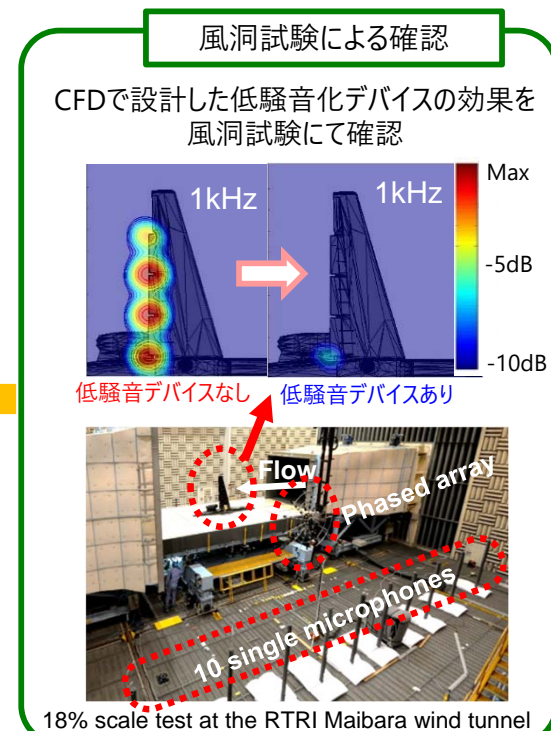 風洞試験による確認
CFDで設計した低騒音化デバイスの効果を
風洞試験にて確認
1kHz
1kHz
Max
-5dB
-10dB
低騒音デバイスなし
低騒音デバイスあり
Flow
Phased array
10 single microphones
18% scale test at the RTRI Maibara wind tunnel